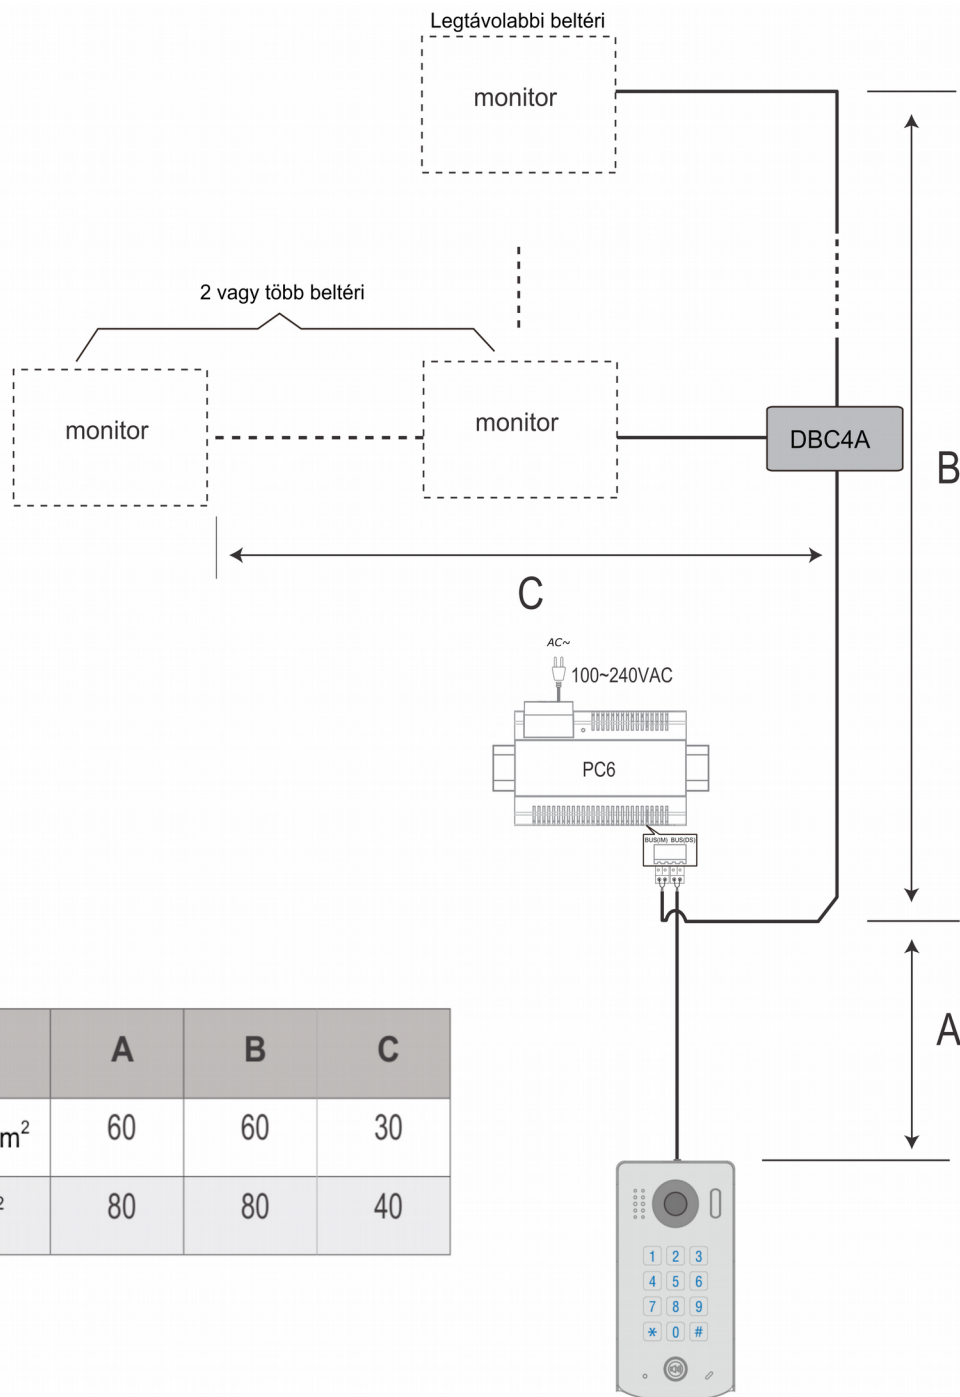 Legtávolabbi beltéri
monitor
2 vagy több beltéri
monitor
monitor
DBC4A
B
C
AC~
100~240VAC
PC6
BUS(IM) BUS(DS)
A
A B C
m² 60 60 30
² 80 80 40
1 2 3
4 5 6
7 8 9
* 0 #